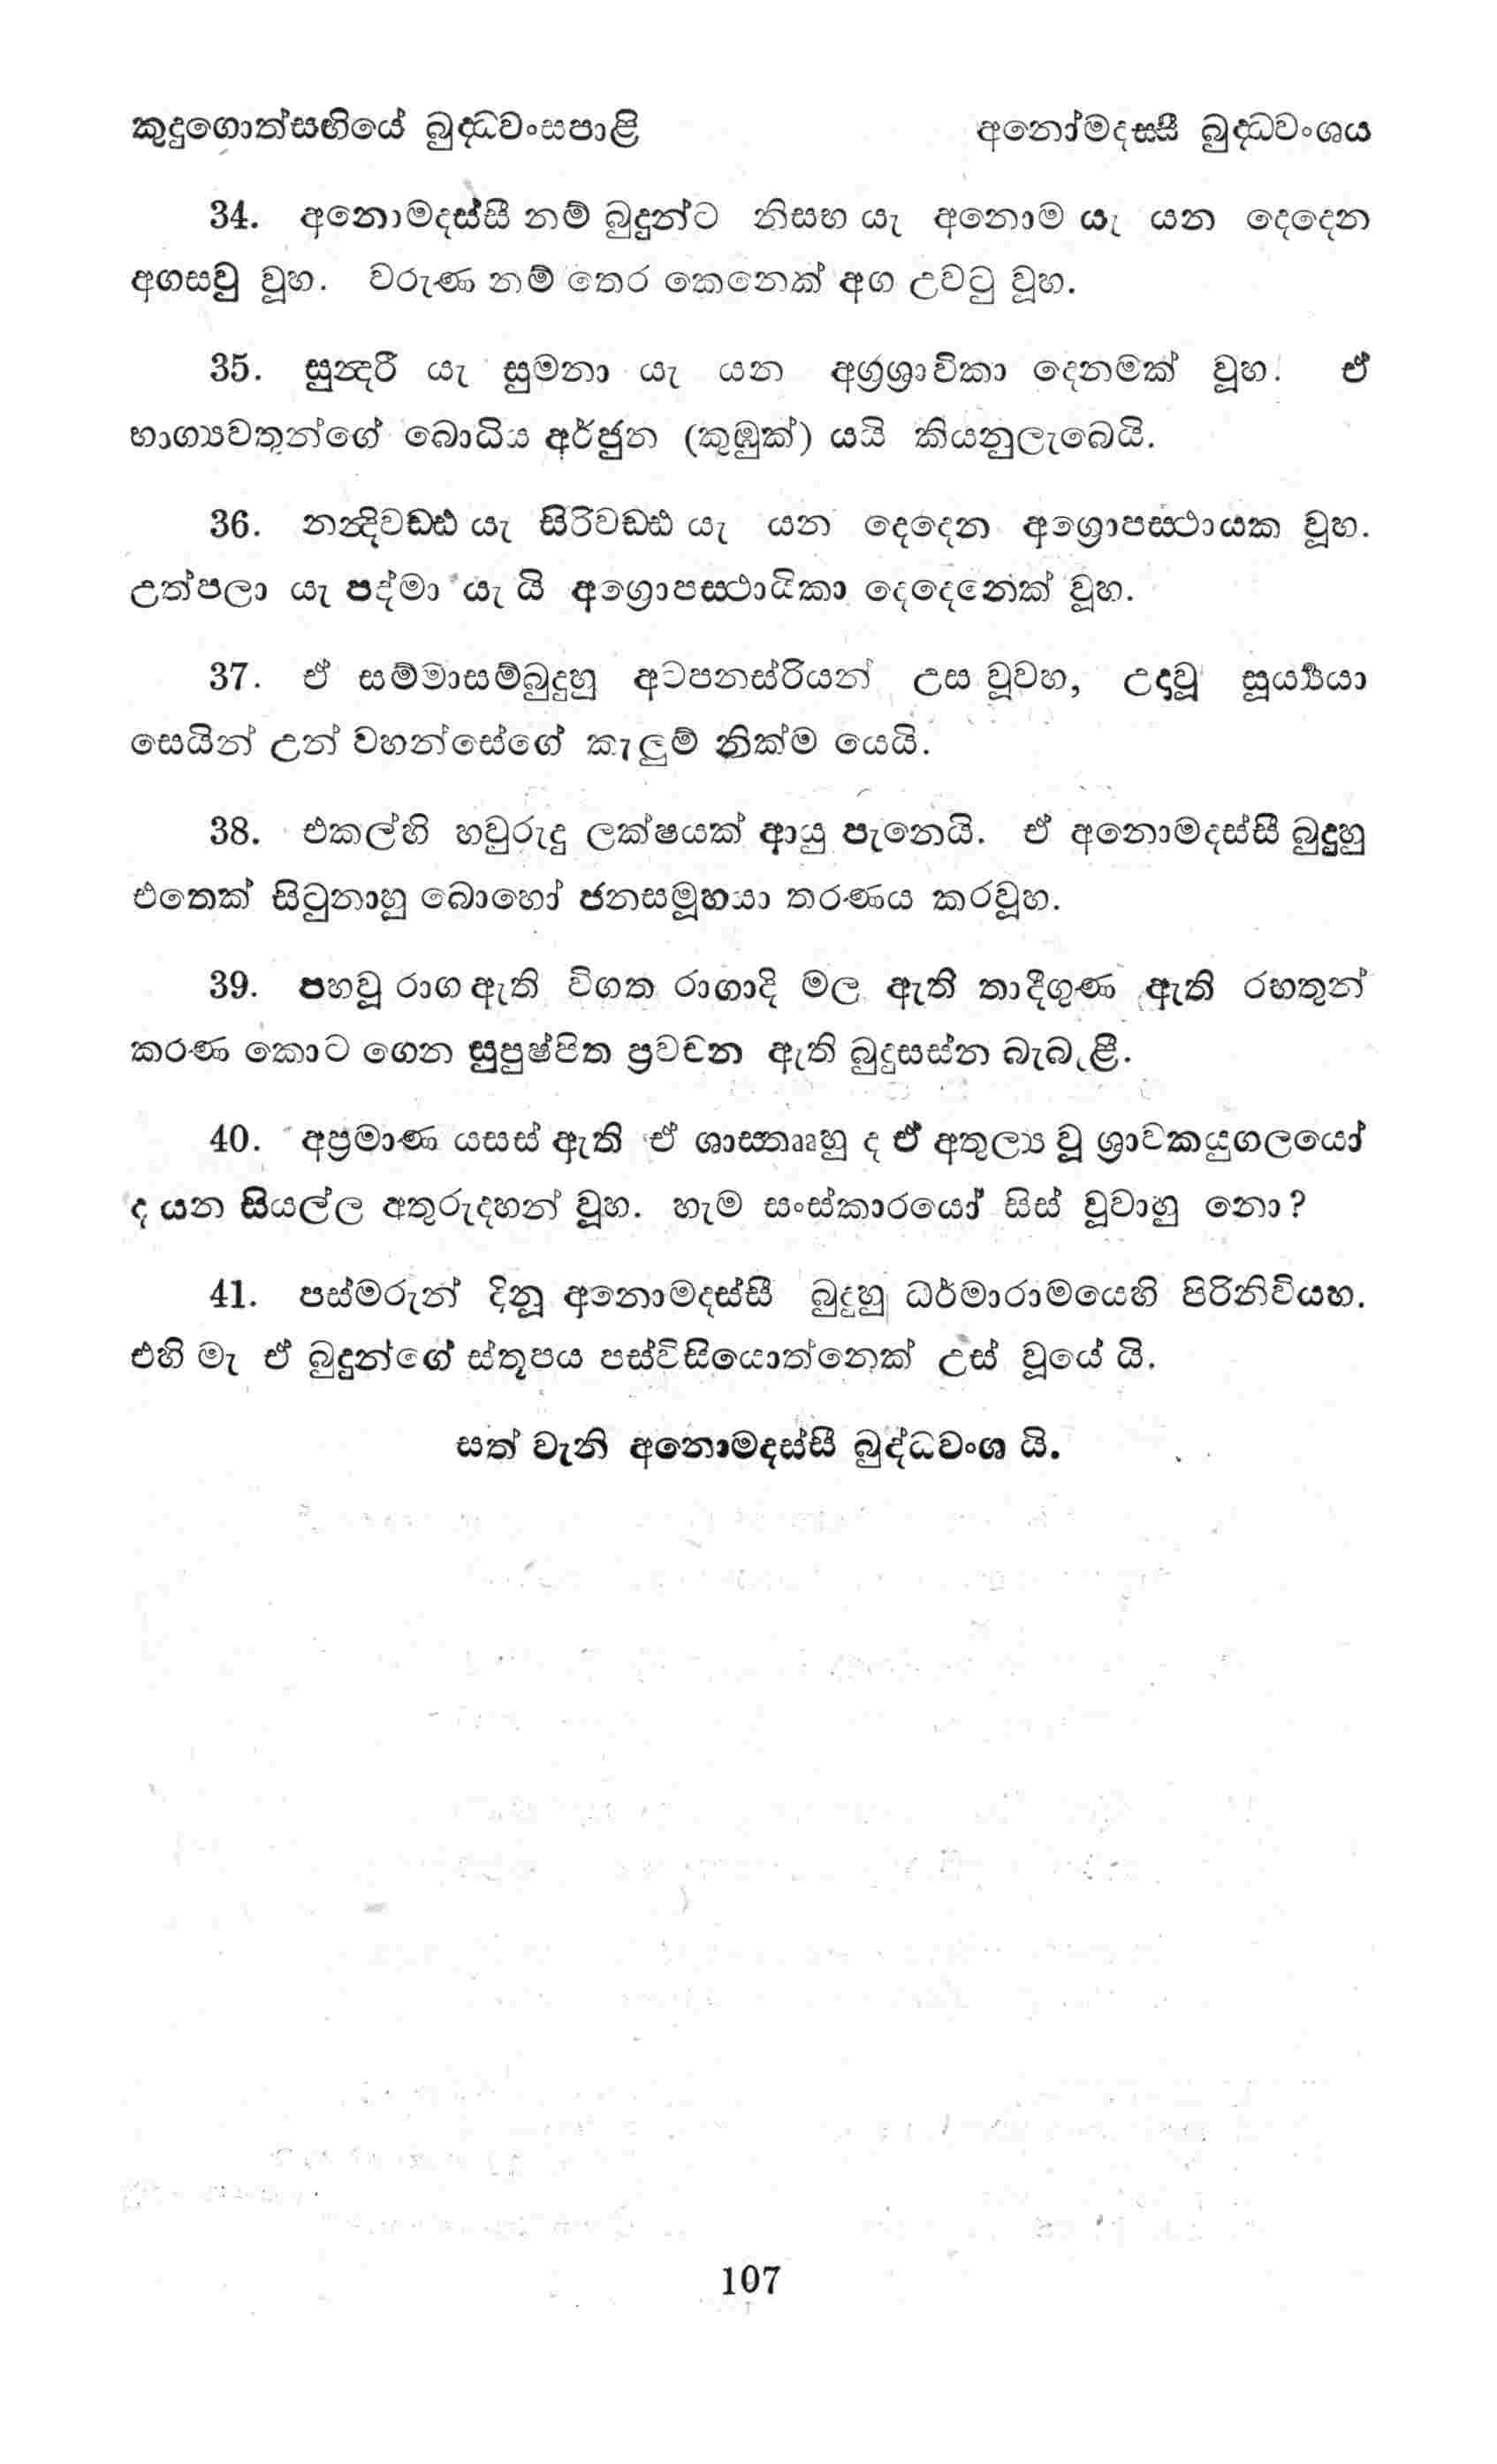 කුදුගොත්සඟියේ බුද්ධවංසපාළි අනෝමදස්සී බුද්ධවංශය
34. අනොමදස්සී නම් බුදුන්ට නිසභ යැ අනොම යැ යන දෙදෙන
අගසවු වූහ. වරුණ නම් තෙර කෙනෙක් අග උවටු වූහ.
35. සුන්දරී යැ සුමනා යැ යන අග්‍රශ්‍රාවිකා දෙනමක් වූහ. ඒ
භාග්‍යවතුන්ගේ බොධිය අර්ජුන (කුඹුක්) යයි කියනුලැබෙයි.
36. නන්දිවඩ්ඪ යැ සිරිවඩ්ඪ යැ යන දෙදෙන අග්‍රොපස්ථායක වූහ.
උත්පලා යැ පද්මා යැ යි අග්‍රොපස්ථායිකා දෙදෙනෙක් වූහ.
37. ඒ සම්මාසම්බුදුහු අටපනස්රියන් උස වූවහ, උදාවූ සූර්‍ය්‍යයා
සෙයින් උන් වහන්සේගේ කැලුම් නික්ම යෙයි.
38. එකල්හි හවුරුදු ලක්ෂයක් ආයු පැනෙයි. ඒ අනොමදස්සී බුදුහු
එතෙක් සිටුනාහු බොහෝ ජනසමූහයා තරණය කරවූහ.
39. පහවූ රාග ඇති විගත රාගාදි මල ඇති තාදීගුණ ඇති රහතුන්
කරණ කොට ගෙන සුපුෂ්පිත ප්‍රවචන ඇති බුදුසස්න බැබැළී.
40. අප්‍රමාණ යසස් ඇති ඒ ශාස්තෲහු ද ඒ අතුල්‍ය වූ ශ්‍රාවකයුගලයෝ
ද යන සියල්ල අතුරුදහන් වූහ. හැම සංස්කාරයෝ සිස් වූවාහු නො?
41. පස්මරුන් දිනූ අනොමදස්සී බුදුහු ධර්මාරාමයෙහි පිරිනිවියහ.
එහි මැ ඒ බුදුන්ගේ ස්තූපය පස්විසියොත්නෙක් උස් වූයේ යි.
සත් වැනි අනොමදස්සී බුද්ධවංශ යි.
107